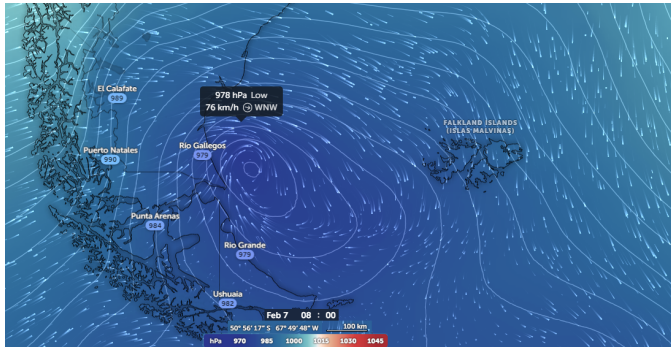 El Calafate
989
978 hPa Low
76 km/h WNW
FALKLAND ISLANDS
(ISLAS MALVINAS)
Puerto Natales
990
Río Gallegos
979
Punta Arenas
984
Río Grande
979
Ushuaia
982
Feb 7 08 : 00
50° 56' 17" S 67° 49' 48" W 100 km
hPa 970 985 1000 1015 1030 1045